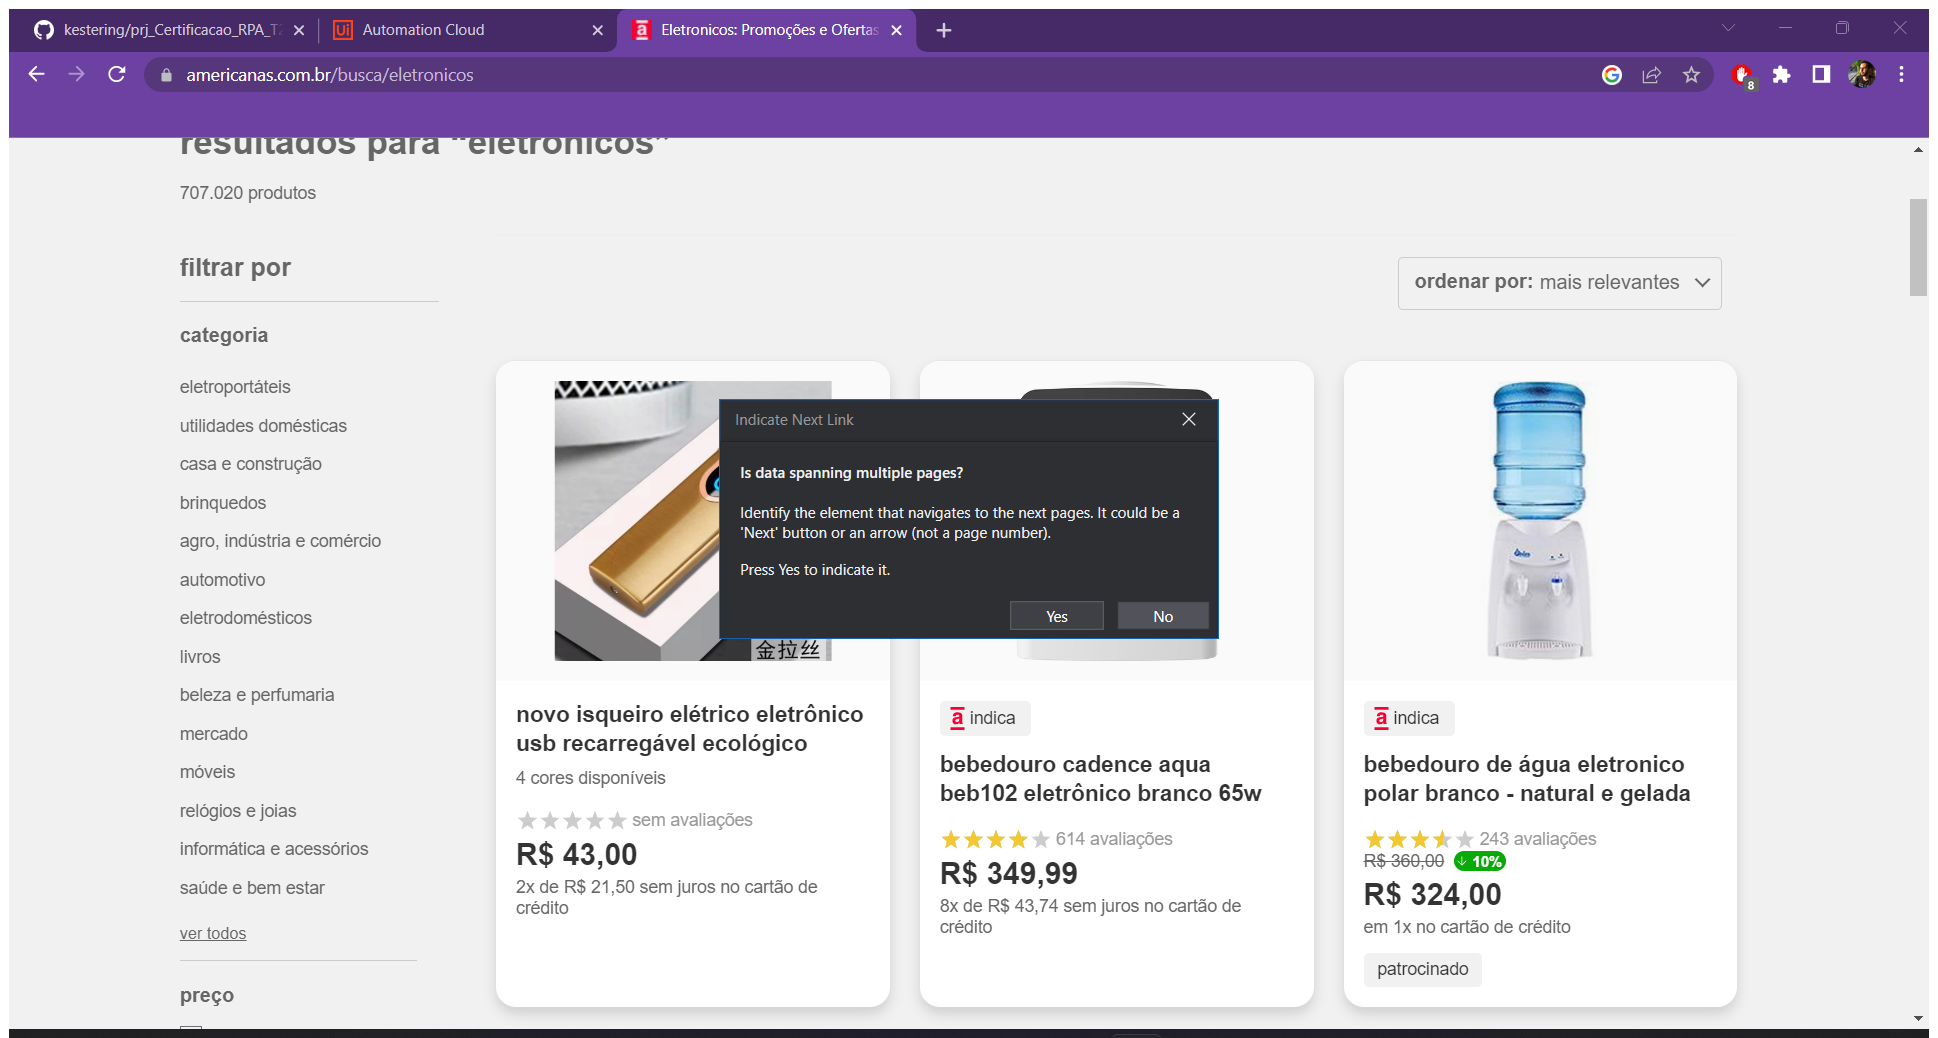 kestering/prj_Certificacao_RPA_T2
Automation Cloud
Eletronicos: Promoções e Ofertas
americanas.com.br/busca/eletronicos
8
resultados para “eletronicos”
707.020 produtos
filtrar por
ordenar por: mais relevantes
categoria
eletroportáteis
utilidades domésticas
casa e construção
brinquedos
agro, indústria e comércio
automotivo
eletrodomésticos
livros
beleza e perfumaria
mercado
móveis
relógios e joias
informática e acessórios
saúde e bem estar
ver todos
preço
Indicate Next Link
Is data spanning multiple pages?
Identify the element that navigates to the next pages. It could be a
'Next' button or an arrow (not a page number).
Press Yes to indicate it.
Yes
No
金拉丝
novo isqueiro elétrico eletrônico
usb recarregável ecológico
4 cores disponíveis
sem avaliações
R$ 43,00
2x de R$ 21,50 sem juros no cartão de
crédito
a indica
bebedouro cadence aqua
beb102 eletrônico branco 65w
614 avaliações
R$ 349,99
8x de R$ 43,74 sem juros no cartão de
crédito
a indica
bebedouro de água eletronico
polar branco - natural e gelada
243 avaliações
R$ 360,00 10%
R$ 324,00
em 1x no cartão de crédito
patrocinado